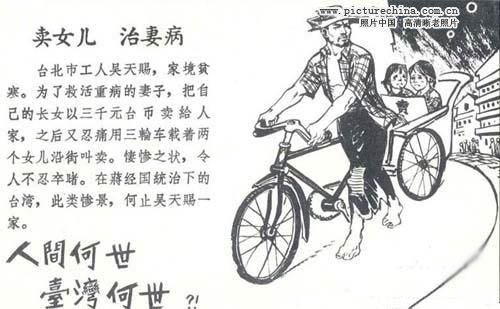 www.picturechina.com.cn
照片中国 高清晰老照片
卖女儿 治妻病
台北市工人吴天赐，家境贫
寒。为了救活重病的妻子，把自
己的长女以三千元台币卖给人
家，之后又忍痛用三轮车载着两
个女儿沿街叫卖。悽惨之状，令
人不忍卒睹。在蔣经国統治下的
台湾，此类惨景，何止吴天赐一
家。
賣
人間何世
臺灣何世 ?!